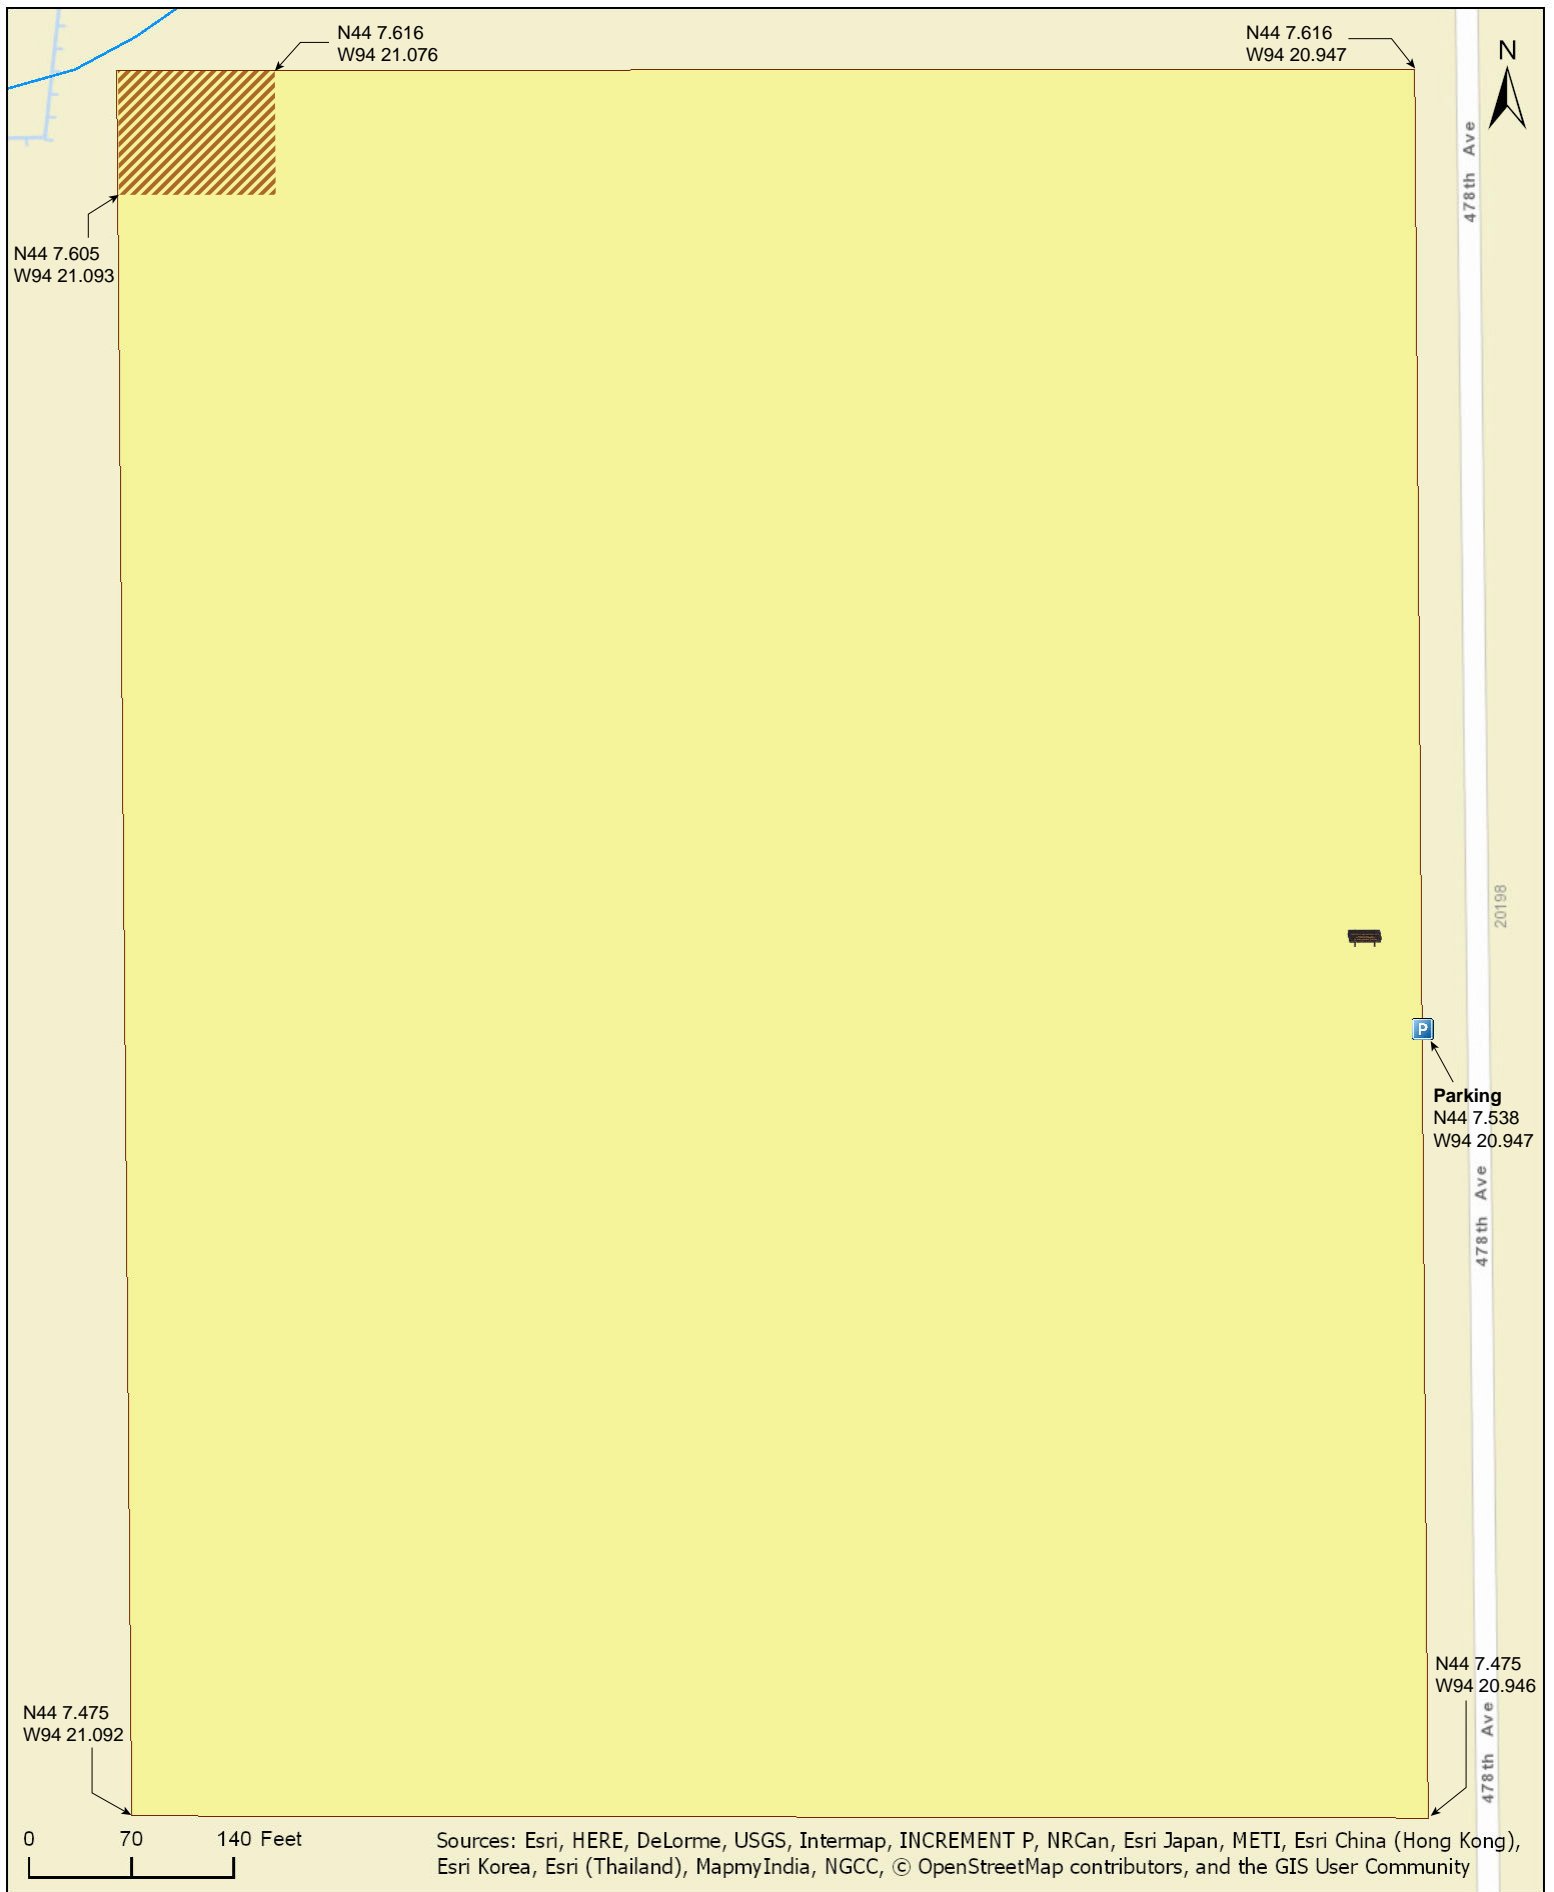 N44 7.616
W94 21.076
N44 7.616
W94 20.947
N
478th Ave
N44 7.605
W94 21.093
20198
P
Parking
N44 7.538
W94 20.947
478th Ave
N44 7.475
W94 20.946
N44 7.475
W94 21.092
478th Ave
0 70 140 Feet
Sources: Esri, HERE, DeLorme, USGS, Intermap, INCREMENT P, NRCan, Esri Japan, METI, Esri China (Hong Kong),
Esri Korea, Esri (Thailand), MapmyIndia, NGCC, © OpenStreetMap contributors, and the GIS User Community